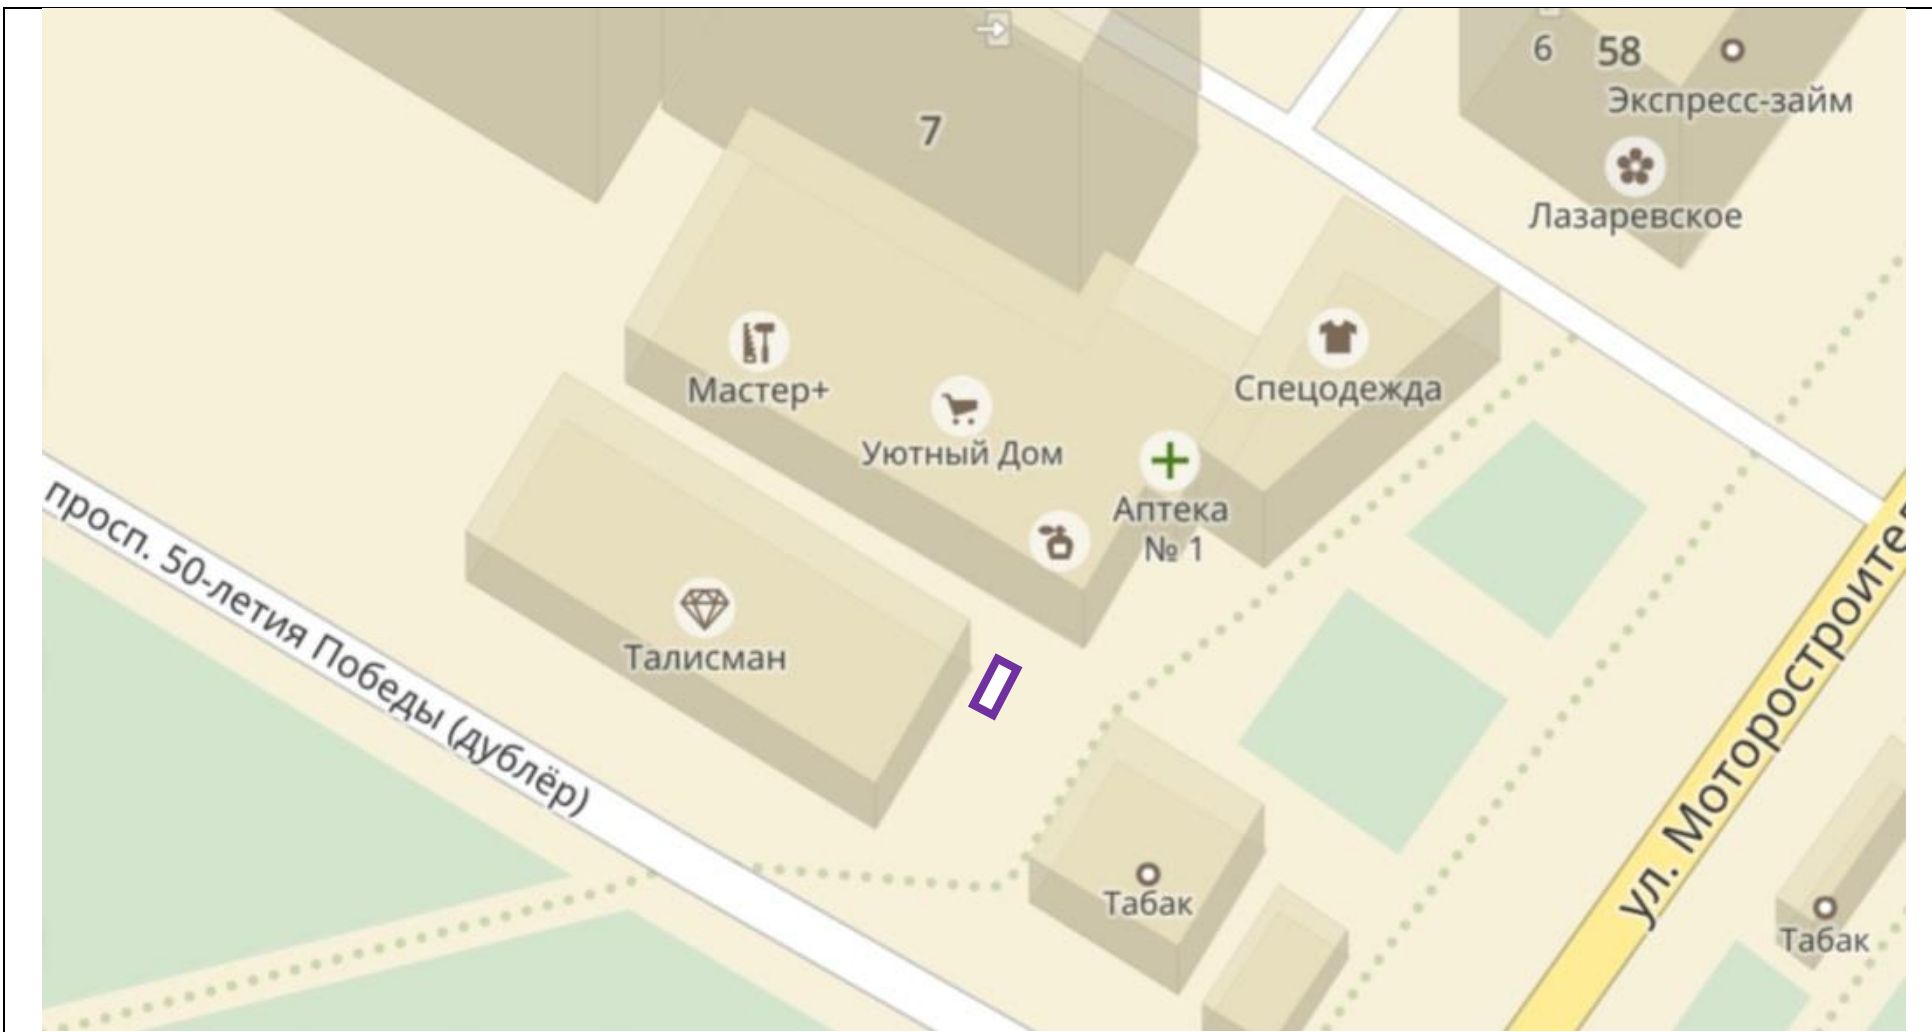 6 58
Экспресс-займ
7
Лазаревское
Мастер+
Спецодежда
Уютный Дом
Аптека
№ 1
просп. 50-летия Победы (дублёр)
Талисман
ул. Моторостроител
Табак
Табак